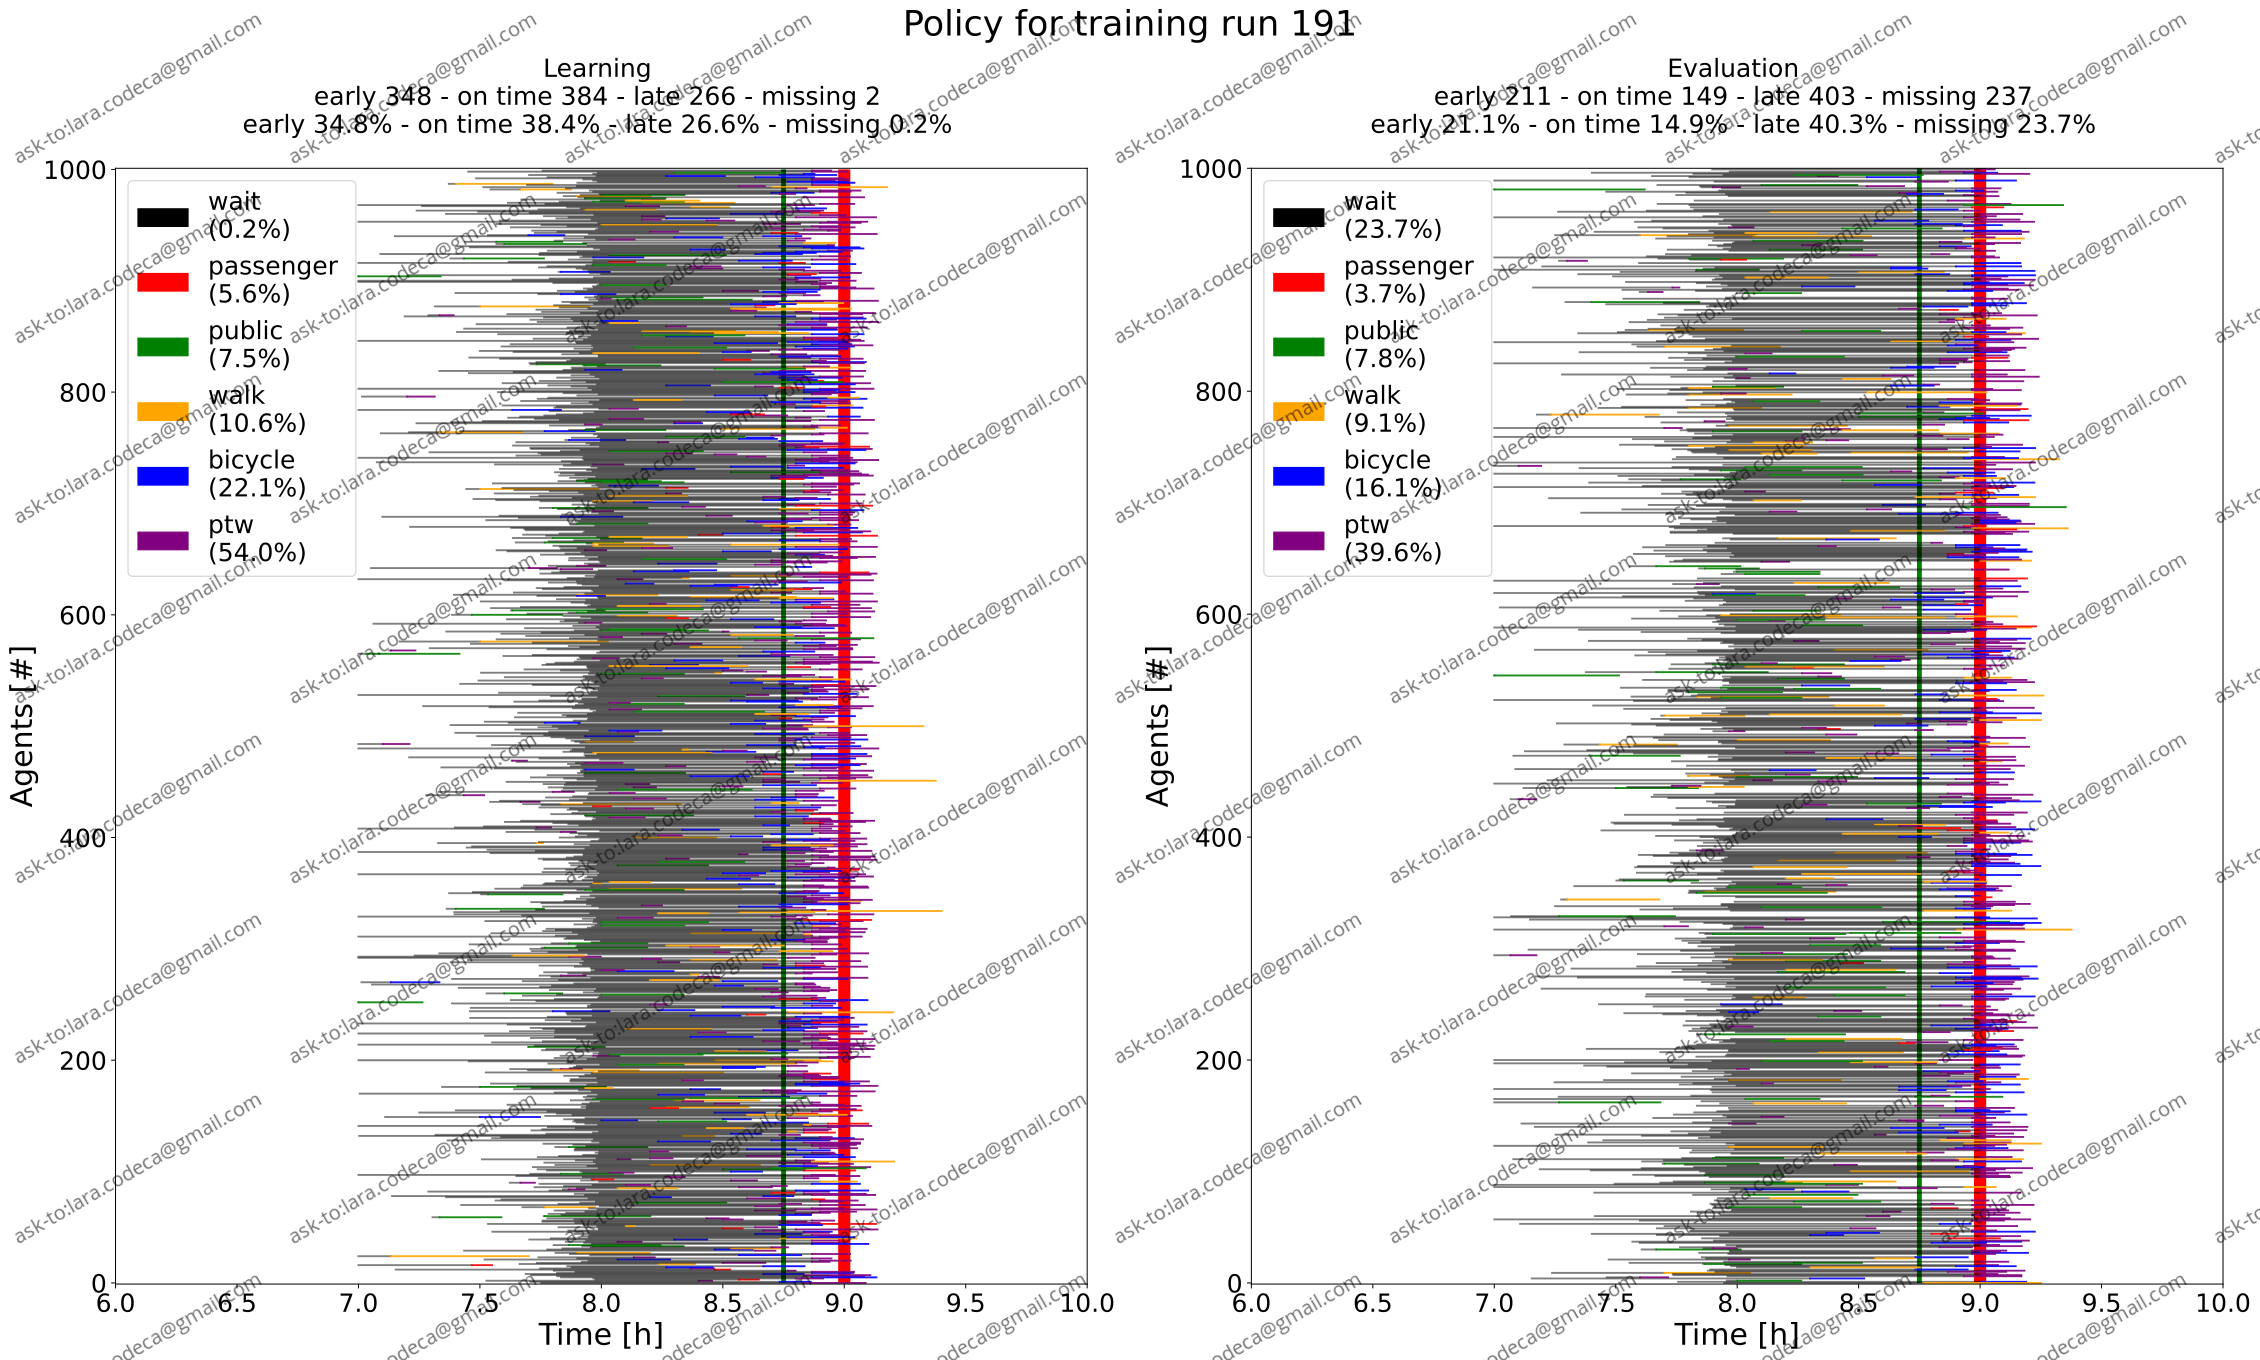 Policy for training run 191
Learning
early 348 - on time 384 - late 266 - missing 2
early 34.8% - on time 38.4% - late 26.6% - missing 0.2%
1000
800
600
400
200
0
Agents [#]
wait
(0.2%)
passenger
(5.6%)
public
(7.5%)
walk
(10.6%)
bicycle
(22.1%)
ptw
(54.0%)
6.0 6.5 7.0 7.5 8.0 8.5 9.0 9.5 10.0
Time [h]
Evaluation
early 211 - on time 149 - late 403 - missing 237
early 21.1% - on time 14.9% - late 40.3% - missing 23.7%
1000
800
600
400
200
0
Agents [#]
wait
(23.7%)
passenger
(3.7%)
public
(7.8%)
walk
(9.1%)
bicycle
(16.1%)
ptw
(39.6%)
6.0 6.5 7.0 7.5 8.0 8.5 9.0 9.5 10.0
Time [h]
ask-to:lara.codeca@gmail.com